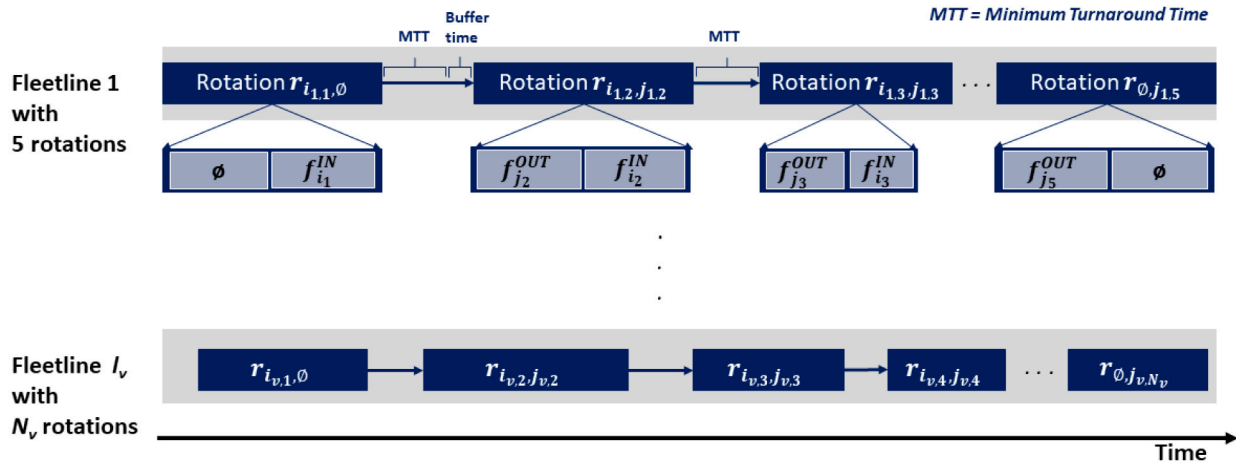 MTT = Minimum Turnaround Time
Buffer
MTT time MTT
Fleetline 1
with
5 rotations
Rotation r_{i_{1,1},∅} Rotation r_{i_{1,2},j_{1,2}} Rotation r_{i_{1,3},j_{1,3}} . . . Rotation r_{∅,j_{1,5}}
∅ f_{i_1}^{IN} f_{j_2}^{OUT} f_{i_2}^{IN} f_{j_3}^{OUT} f_{i_3}^{IN} f_{j_5}^{OUT} ∅
.
.
.
Fleetline l_v
with
N_v rotations
r_{i_{v,1},∅} r_{i_{v,2},j_{v,2}} r_{i_{v,3},j_{v,3}} r_{i_{v,4},j_{v,4}} . . . r_{∅,j_{v,N_v}}
Time